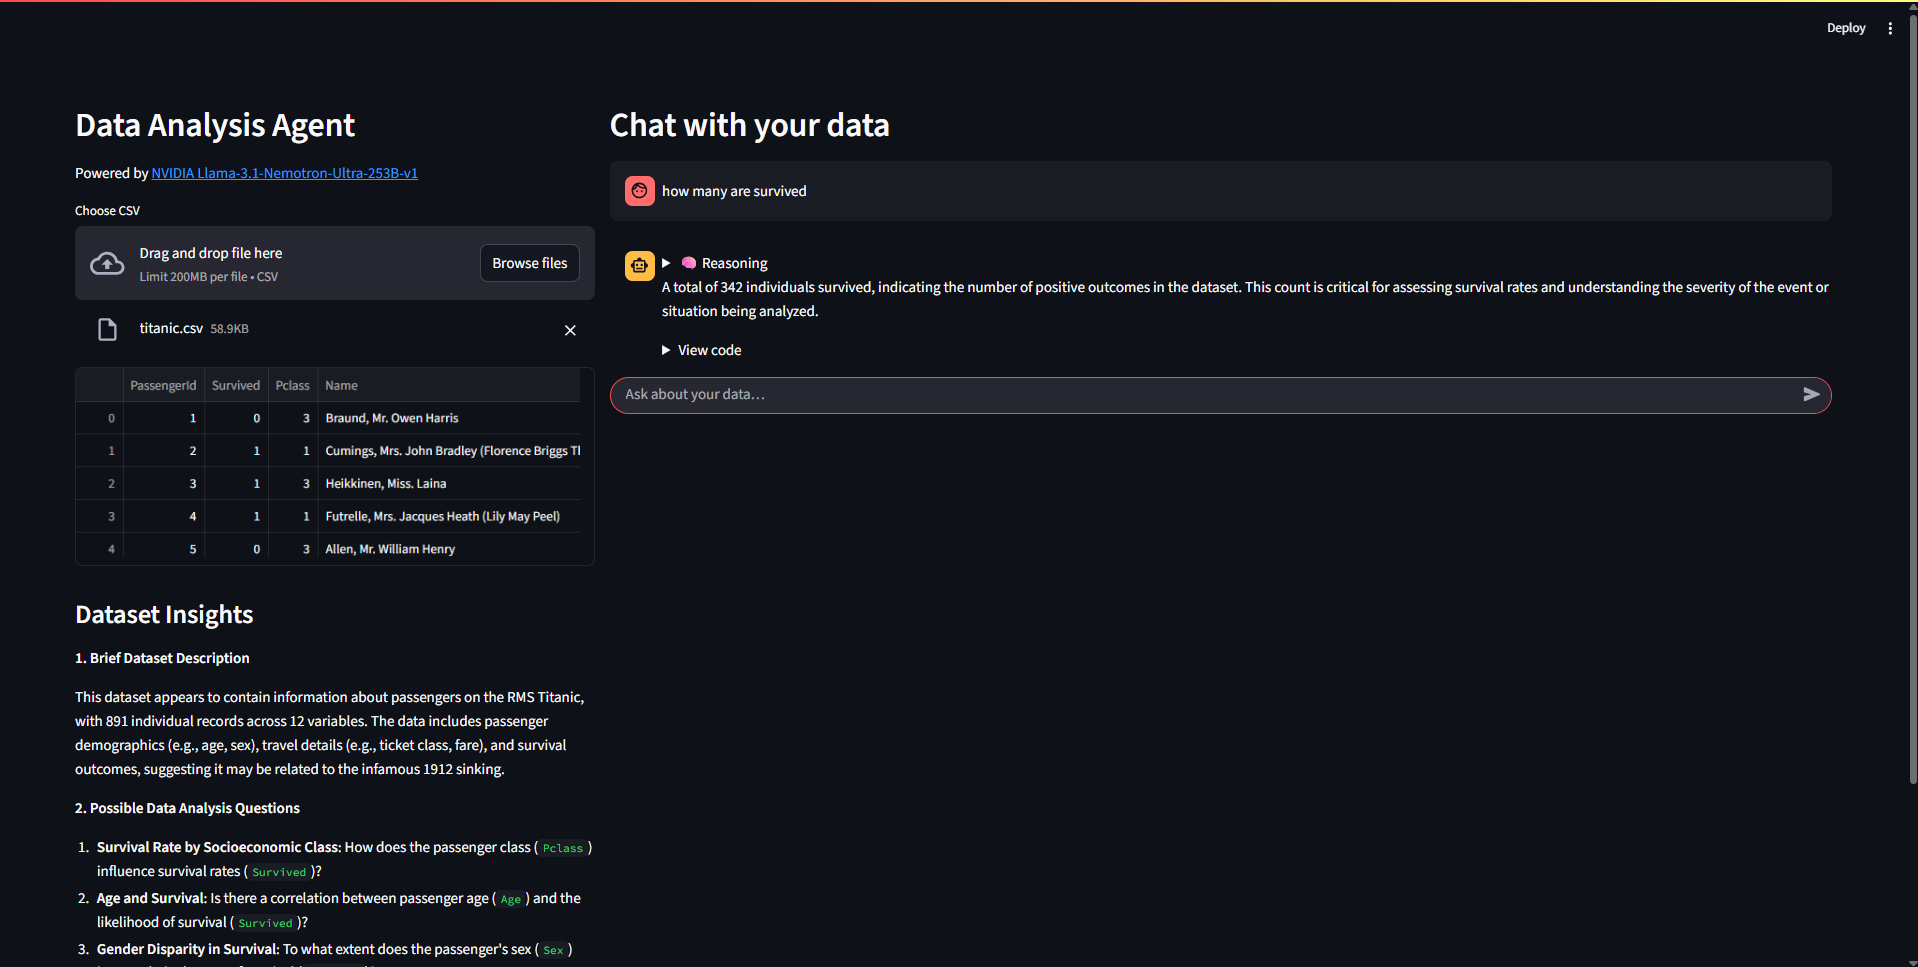 Deploy
Data Analysis Agent
Powered by NVIDIA Llama-3.1-Nemotron-Ultra-253B-v1
Choose CSV
Drag and drop file here
Limit 200MB per file • CSV
Browse files
titanic.csv 58.9KB
PassengerId Survived Pclass Name
0 1 0 3 Braund, Mr. Owen Harris
1 2 1 1 Cumings, Mrs. John Bradley (Florence Briggs
2 3 1 3 Heikkinen, Miss. Laina
3 4 1 1 Futrelle, Mrs. Jacques Heath (Lily May Peel)
4 5 0 3 Allen, Mr. William Henry
Dataset Insights
1. Brief Dataset Description
This dataset appears to contain information about passengers on the RMS Titanic,
with 891 individual records across 12 variables. The data includes passenger
demographics (e.g., age, sex), travel details (e.g., ticket class, fare), and survival
outcomes, suggesting it may be related to the infamous 1912 sinking.
2. Possible Data Analysis Questions
1. Survival Rate by Socioeconomic Class: How does the passenger class ( Pclass )
influence survival rates ( Survived )?
2. Age and Survival: Is there a correlation between passenger age ( Age ) and the
likelihood of survival ( Survived )?
3. Gender Disparity in Survival: To what extent does the passenger's sex ( Sex )
Chat with your data
how many are survived
Reasoning
A total of 342 individuals survived, indicating the number of positive outcomes in the dataset. This count is critical for assessing survival rates and understanding the severity of the event or
situation being analyzed.
View code
Ask about your data…